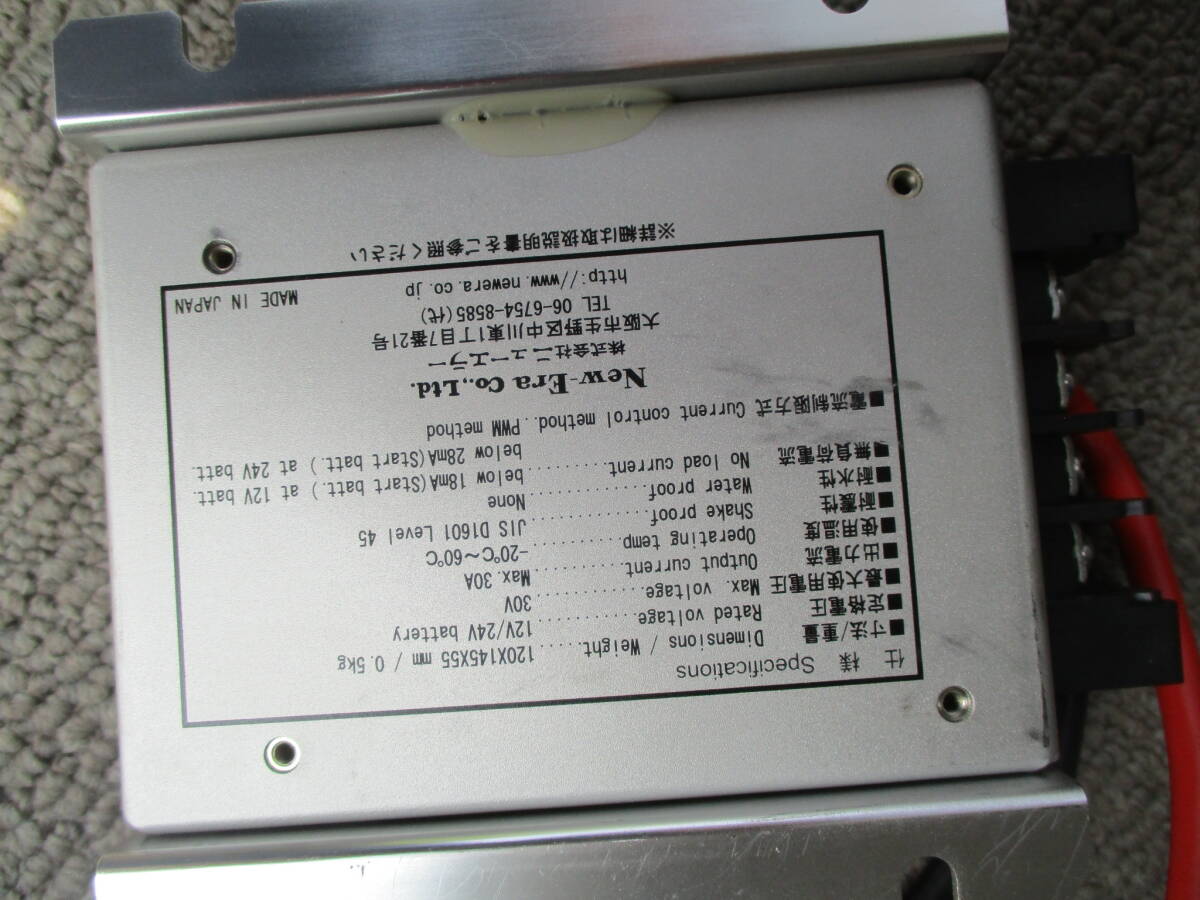 仕 様 Specifications
■寸法/重量 Dimensions / Weight......120X145X55 mm / 0.5kg
■定格電圧 Rated voltage............12V/24V battery
■最大使用電圧 Max. voltage.............30V
■出力電流 Output current...........Max.30A
■使用温度 Operating temp...........-20℃～60℃
■耐震性 Shake proof..............JIS D1601 Level 45
■耐水性 Water proof..............None
■無負荷電流 No load current..........below 18mA(Start batt.) at 12V batt.
below 28mA(Start batt.) at 24V batt.
■電流制限方式 Current control method..PWM method
New-Era Co.,Ltd.
株式会社ニューエラー
大阪市生野区中川東1丁目7番21号
TEL 06-6754-8585(代)
http://www.newera.co.jp MADE IN JAPAN
※詳細は取扱説明書をご参照ください